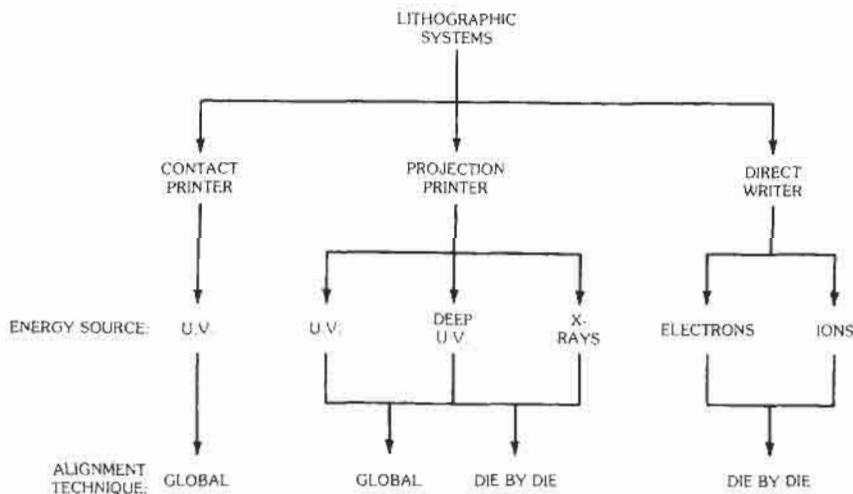 LITHOGRAPHIC
SYSTEMS
CONTACT
PRINTER
PROJECTION
PRINTER
DIRECT
WRITER
ENERGY SOURCE:
U.V.
U.V.
DEEP
U.V.
X-
RAYS
ELECTRONS
IONS
ALIGNMENT
TECHNIQUE:
GLOBAL
GLOBAL
DIE BY DIE
DIE BY DIE